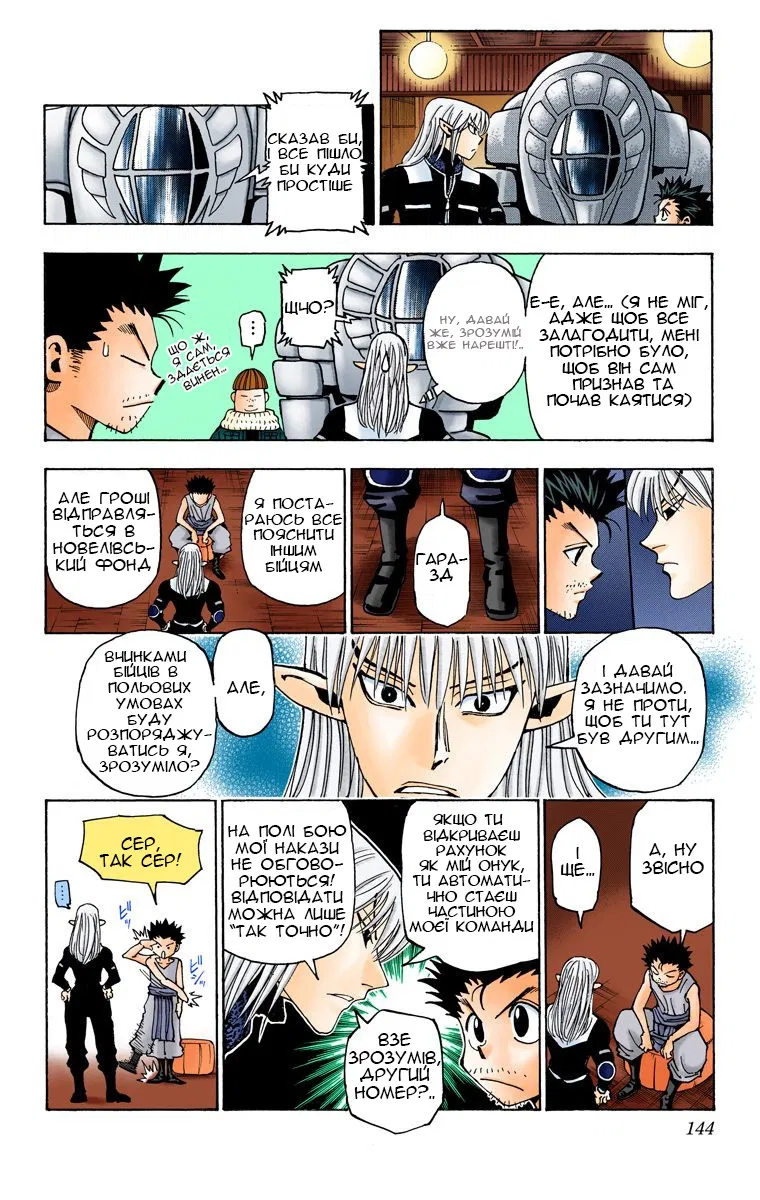 СКАЗАВ БИ,
І ВСЕ ПІШЛО
БИ КУДИ
ПРОСТІШЕ
Е-Е, АЛЕ... (Я НЕ МІГ,
АДЖЕ ЩОБ ВСЕ
ЗАЛАГОДИТИ, МЕНІ
ПОТРІБНО БУЛО,
ЩОБ ВІН САМ
ПРИЗНАВ ТА
ПОЧАВ КАЯТИСЯ)
НУ, ДАВАЙ
ЖЕ, ЗРОЗУМІЙ
ВЖЕ НАРЕШТІ!..
ЩЧО?
...
ЩО Ж,
Я САМ,
ЗДАЄТЬСЯ
ВИНЕН...
ГАРА-
ЗД
Я ПОСТА-
РАЮСЬ ВСЕ
ПОЯСНИТИ
ІНШИМ
БІЙЦЯМ
АЛЕ ГРОШІ
ВІДПРАВЛЯ-
ТЬСЯ В
НОВЕЛІВСЬ-
КИЙ ФОНД
І ДАВАЙ
ЗАЗНАЧИМО.
Я НЕ ПРОТИ,
ЩОБ ТИ ТУТ
БУВ ДРУГИМ...
АЛЕ,
ВЧИНКАМИ
БІЙЦІВ В
ПОЛЬОВИХ
УМОВАХ
БУДУ
РОЗПОРЯДЖУ-
ВАТИСЬ Я,
ЗРОЗУМІЛО?
А, НУ
ЗВІСНО
І
ЩЕ...
ЯКЩО ТИ
ВІДКРИВАЄШ
РАХУНОК
ЯК МІЙ ОНУК,
ТИ АВТОМАТИ-
ЧНО СТАЄШ
ЧАСТИНОЮ
МОЄЇ КОМАНДИ
НА ПОЛІ БОЮ
МОЇ НАКАЗИ
НЕ ОБГОВО-
РЮЮТЬСЯ!
ВІДПОВІДАТИ
МОЖНА ЛИШЕ
"ТАК ТОЧНО"!
ВЗЕ
ЗРОЗУМІВ,
ДРУГИЙ
НОМЕР?..
СЕР,
ТАК СЕР!
...
ビッ
ビシッ
144